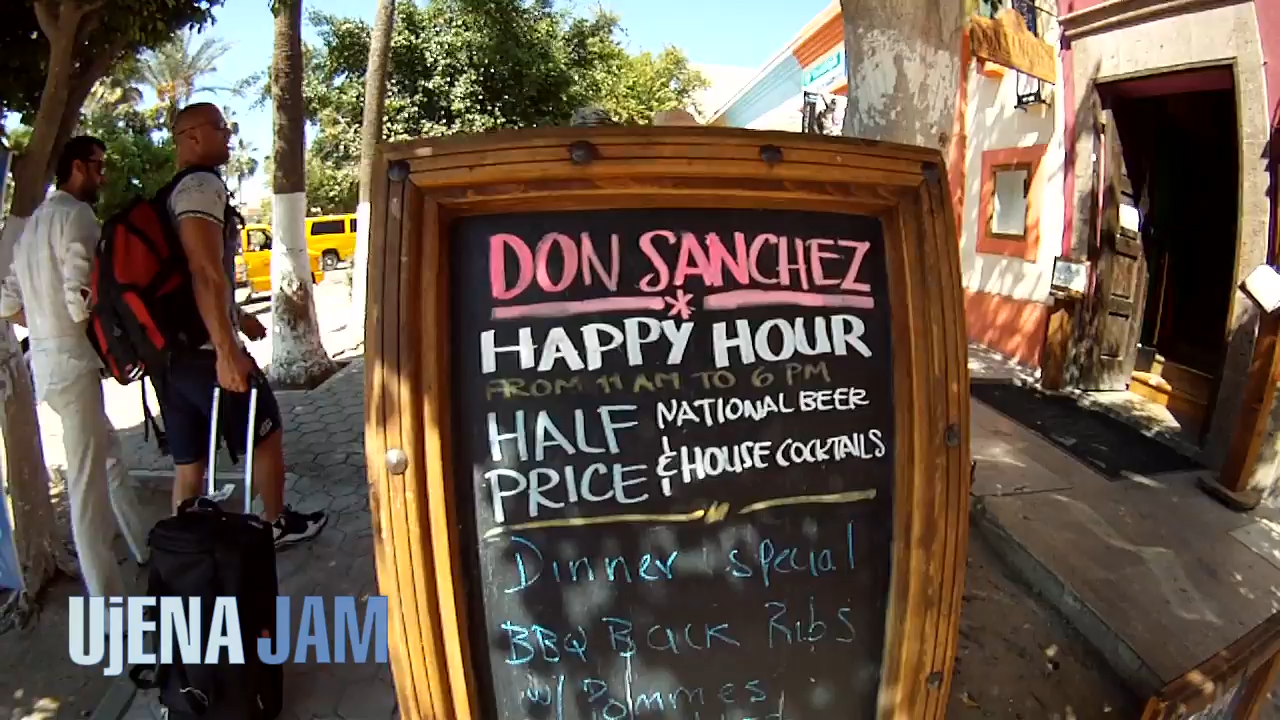 DON SANCHEZ
HAPPY HOUR
FROM 11 AM TO 6 PM
HALF PRICE
NATIONAL BEER
& HOUSE COCKTAILS
Dinner special
BBQ Back Ribs
w/ Pommes
UjENA JAM